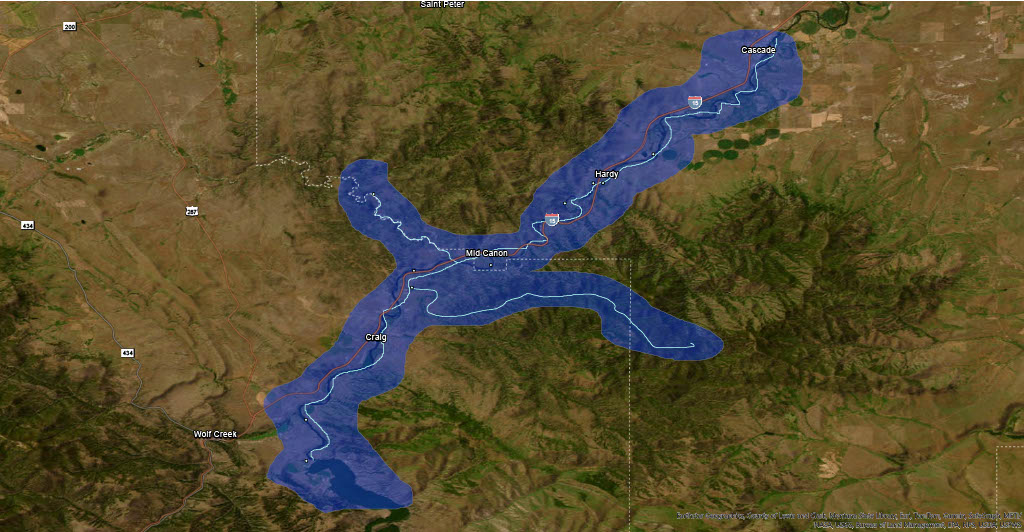 Saint Peter
200
Cascade
15
Hardy
287
434
15
Mid Canon
Craig
434
Wolf Creek